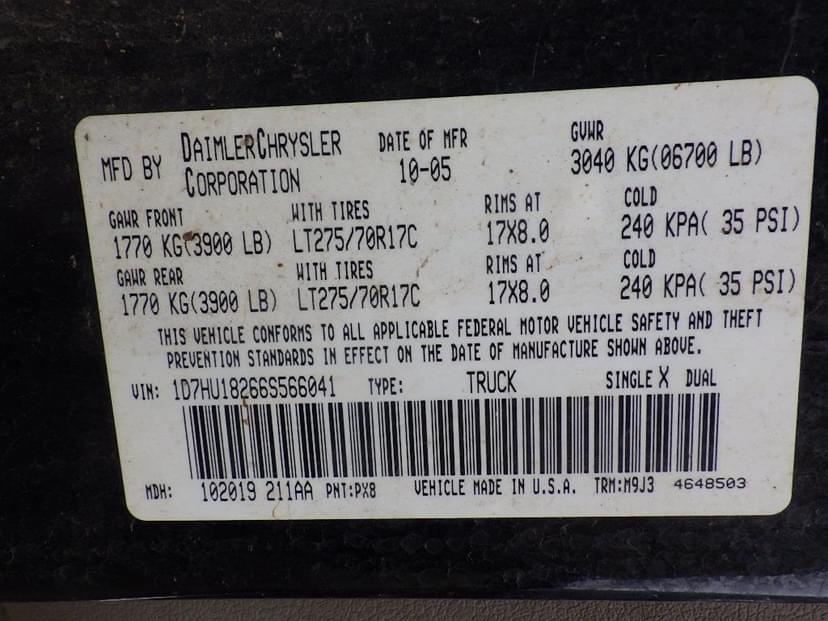 MFD BY DAIMLERCHRYSLER CORPORATION DATE OF MFR 10-05 GVWR 3040 KG(06700 LB)
GAWR FRONT WITH TIRES RIMS AT COLD
1770 KG(3900 LB) LT275/70R17C 17X8.0 240 KPA( 35 PSI)
GAWR REAR WITH TIRES RIMS AT COLD
1770 KG(3900 LB) LT275/70R17C 17X8.0 240 KPA( 35 PSI)
THIS VEHICLE CONFORMS TO ALL APPLICABLE FEDERAL MOTOR VEHICLE SAFETY AND THEFT
PREVENTION STANDARDS IN EFFECT ON THE DATE OF MANUFACTURE SHOWN ABOVE.
VIN: 1D7HU18266S566041 TYPE: TRUCK SINGLE X DUAL
MDH: 102019 211AA PNT:PX8 VEHICLE MADE IN U.S.A. TRM:M9J3 4648503